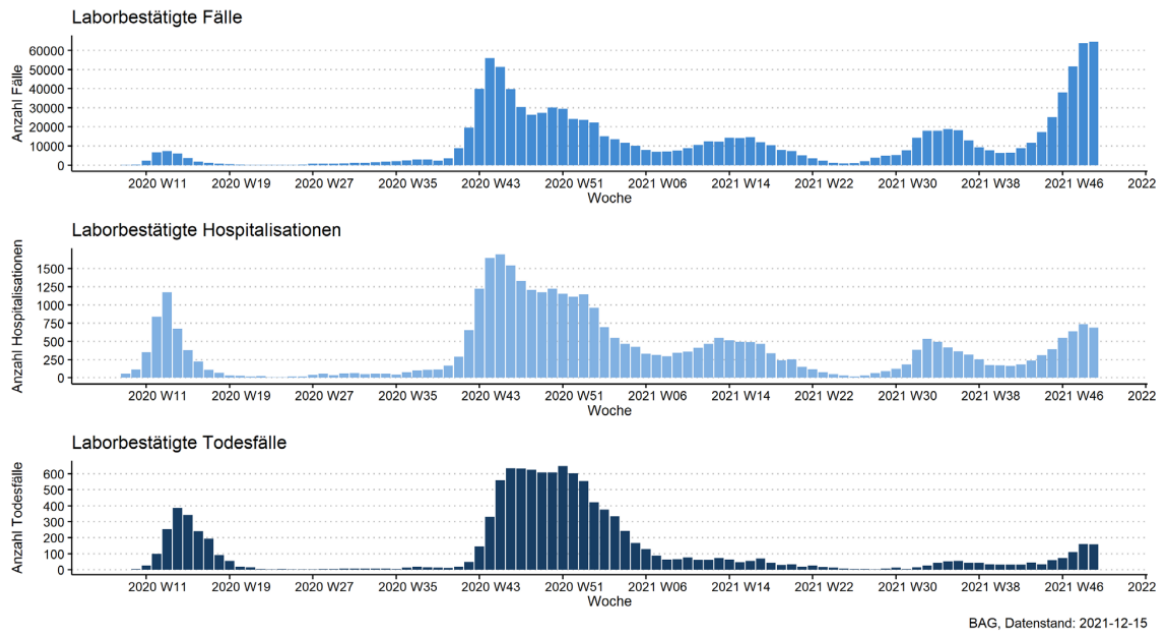 Laborbestätigte Fälle
Anzahl Fälle
60000
50000
40000
30000
20000
10000
0
2020 W11 2020 W19 2020 W27 2020 W35 2020 W43 2020 W51 2021 W06 2021 W14 2021 W22 2021 W30 2021 W38 2021 W46 2022
Woche
Laborbestätigte Hospitalisationen
Anzahl Hospitalisationen
1500
1250
1000
750
500
250
0
2020 W11 2020 W19 2020 W27 2020 W35 2020 W43 2020 W51 2021 W06 2021 W14 2021 W22 2021 W30 2021 W38 2021 W46 2022
Woche
Laborbestätigte Todesfälle
Anzahl Todesfälle
600
500
400
300
200
100
0
2020 W11 2020 W19 2020 W27 2020 W35 2020 W43 2020 W51 2021 W06 2021 W14 2021 W22 2021 W30 2021 W38 2021 W46 2022
Woche
BAG, Datenstand: 2021-12-15